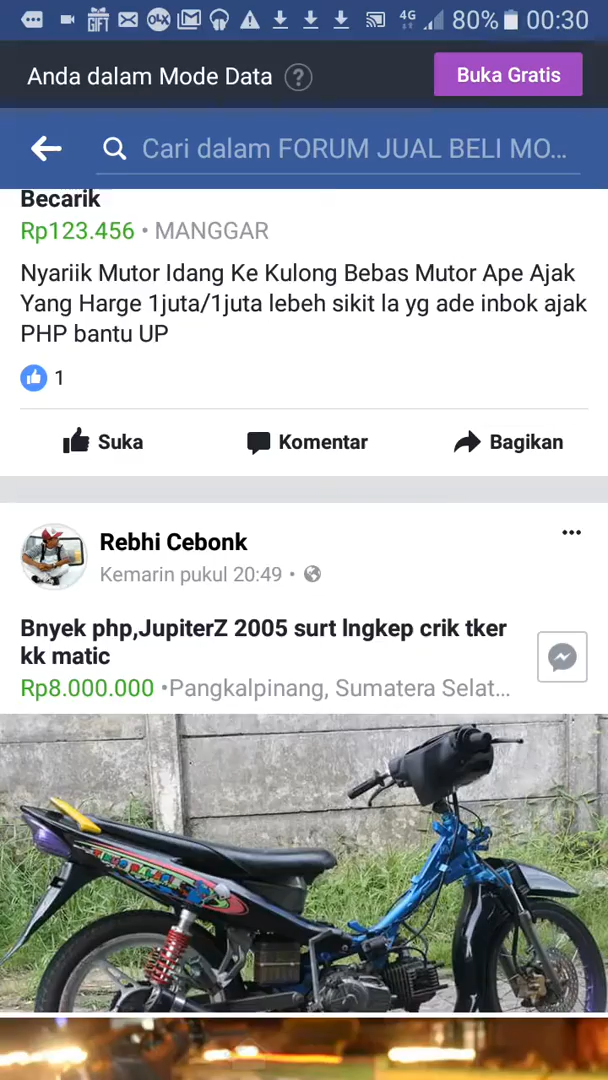 4G 80% 00:30
Anda dalam Mode Data ?
Buka Gratis
Cari dalam FORUM JUAL BELI MO...
Becarik
Rp123.456 • MANGGAR
Nyariik Mutor Idang Ke Kulong Bebas Mutor Ape Ajak
Yang Harge 1juta/1juta lebeh sikit la yg ade inbok ajak
PHP bantu UP
1
Suka Komentar Bagikan
Rebhi Cebonk
Kemarin pukul 20:49 •
Bnyek php,JupiterZ 2005 surt lngkep crik tker
kk matic
Rp8.000.000 •Pangkalpinang, Sumatera Selat...